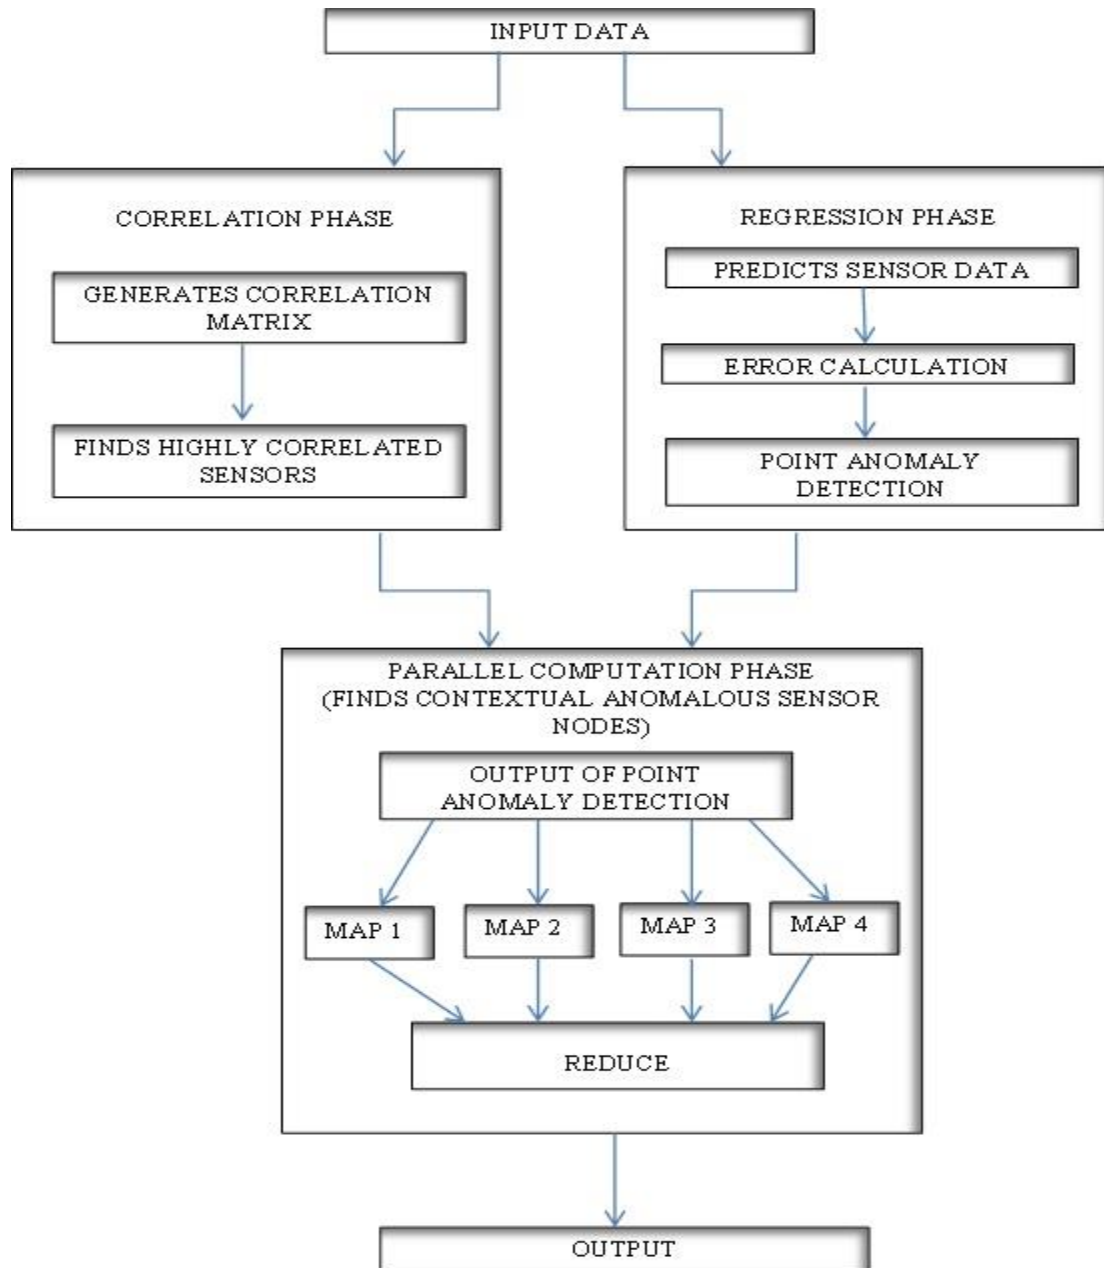 INPUT DATA
CORRELATION PHASE
GENERATES CORRELATION
MATRIX
FINDS HIGHLY CORRELATED
SENSORS
REGRESSION PHASE
PREDICTS SENSOR DATA
ERROR CALCULATION
POINT ANOMALY
DETECTION
PARALLEL COMPUTATION PHASE
(FINDS CONTEXTUAL ANOMALOUS SENSOR
NODES)
OUTPUT OF POINT
ANOMALY DETECTION
MAP 1
MAP 2
MAP 3
MAP 4
REDUCE
OUTPUT